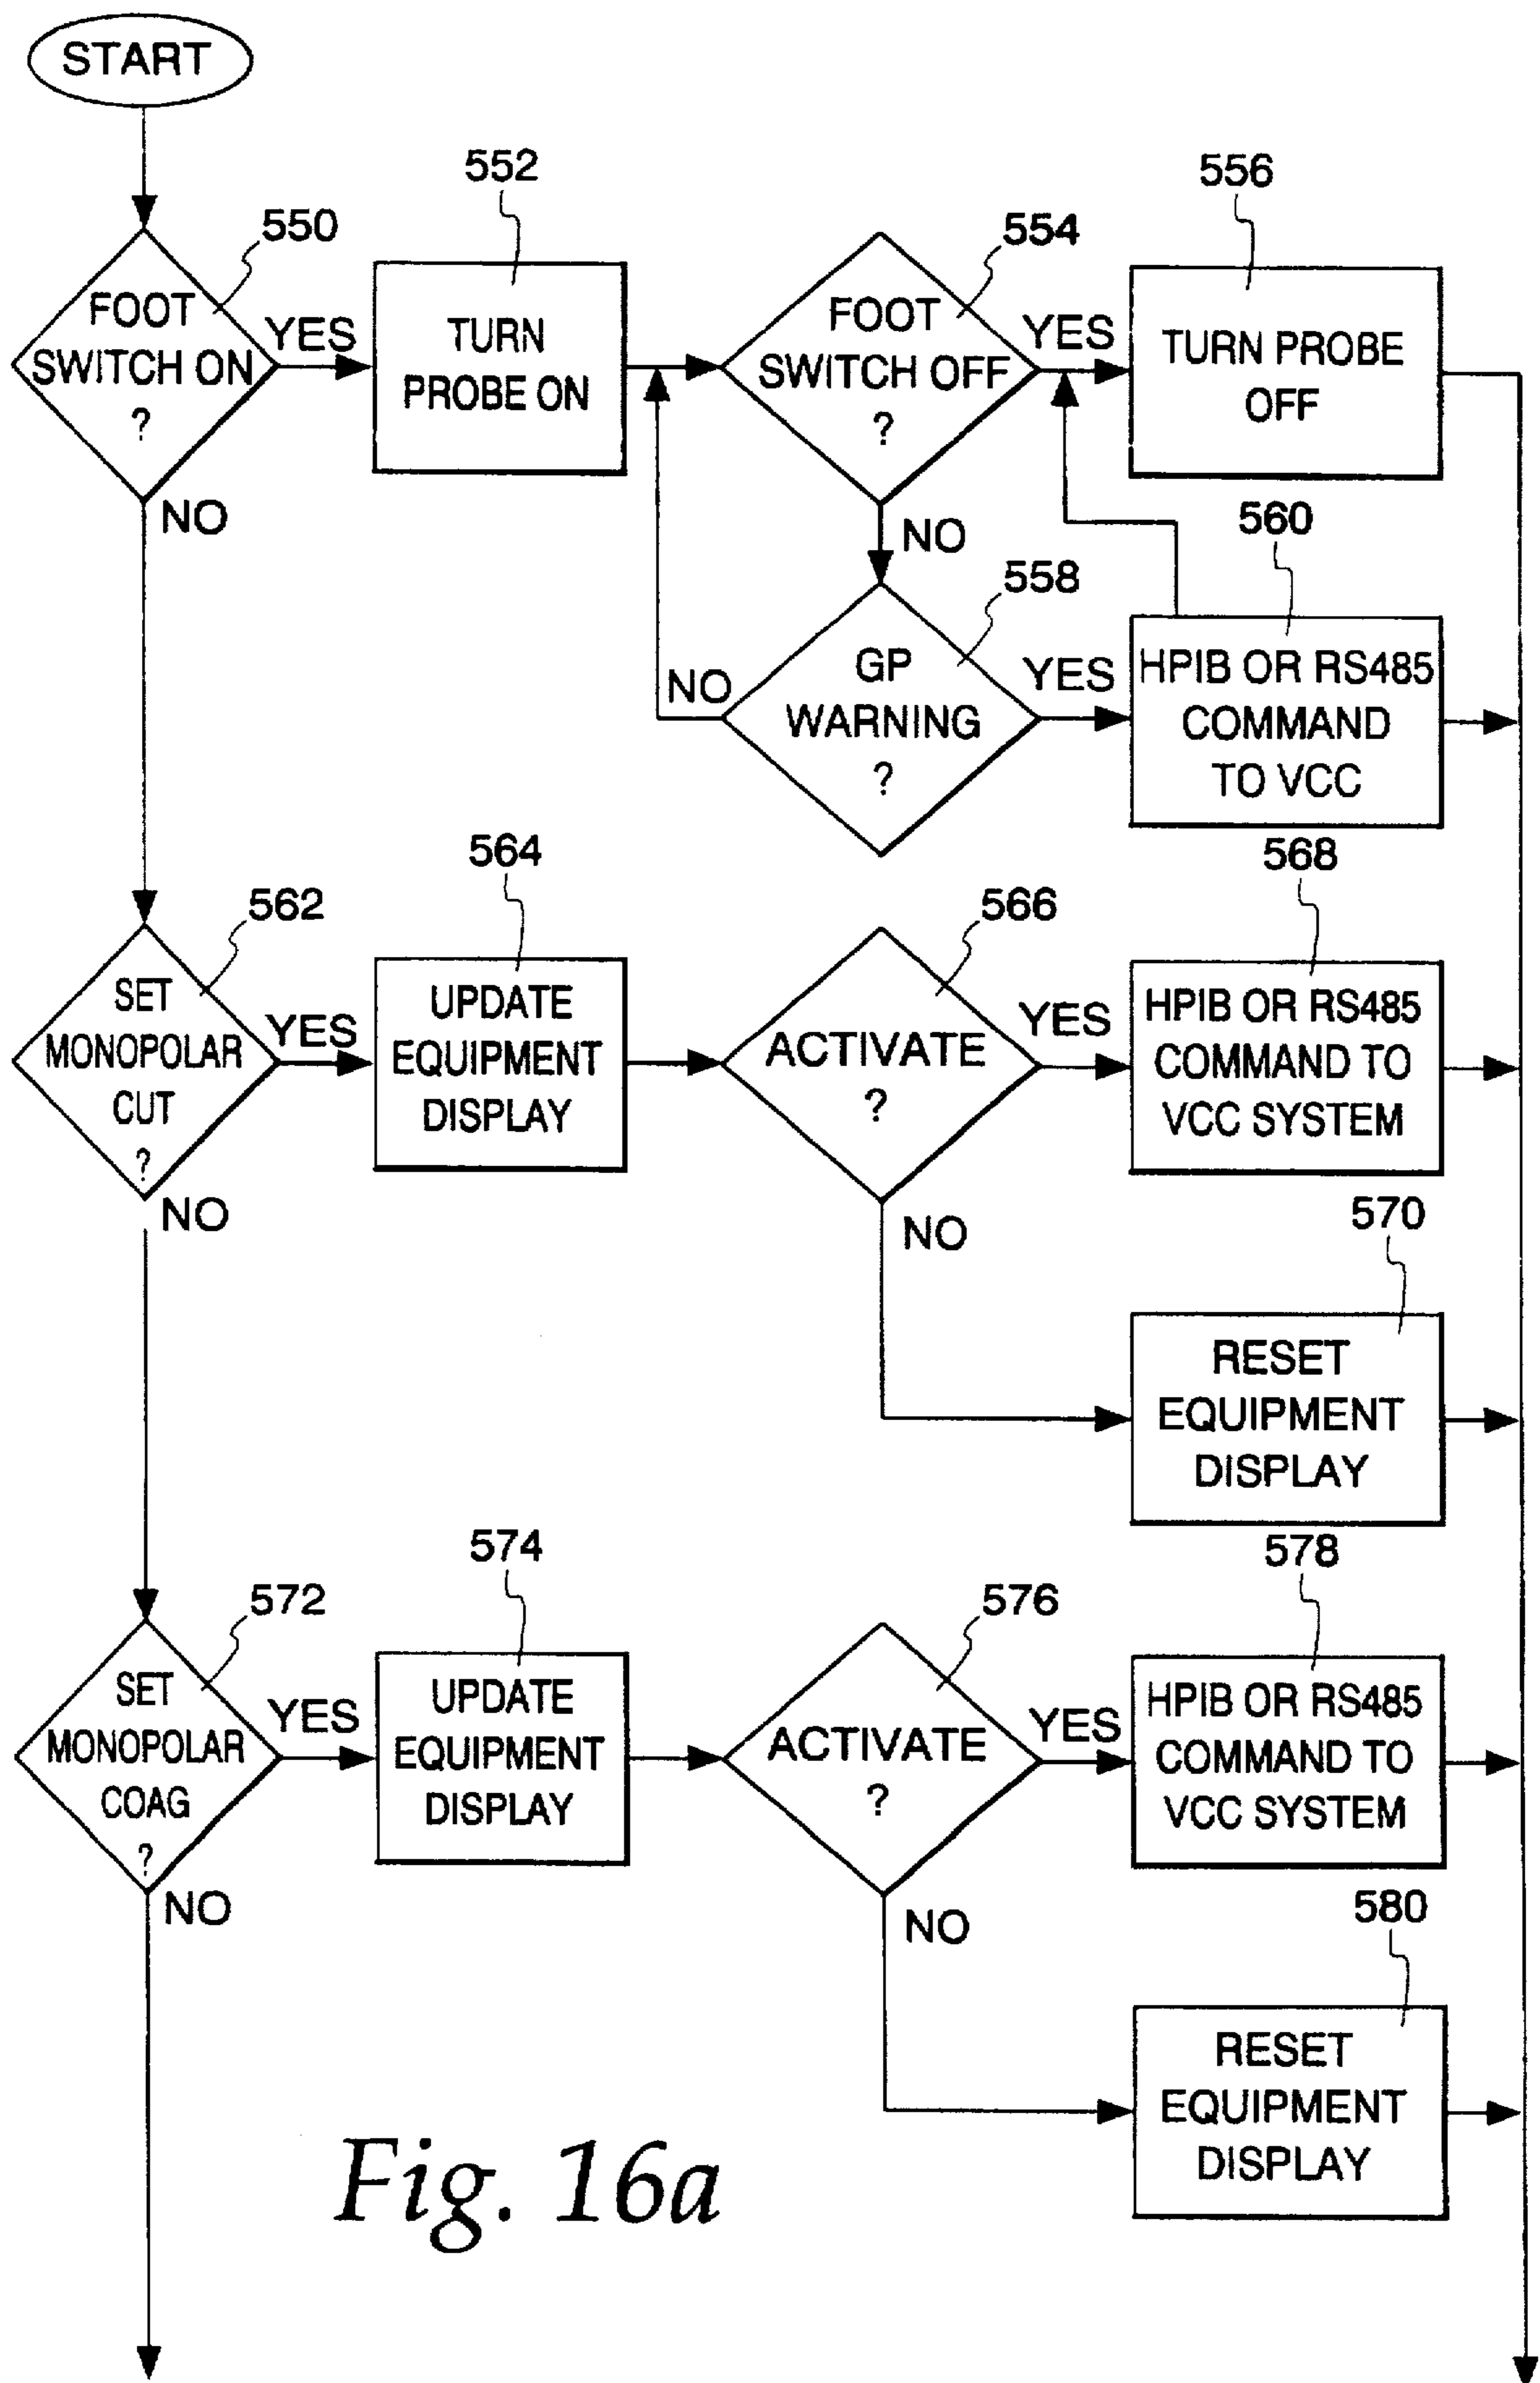 START
550
FOOT
SWITCH ON
?
YES
NO
552
TURN
PROBE ON
554
FOOT
SWITCH OFF
?
YES
NO
556
TURN PROBE
OFF
558
GP
WARNING
?
NO
YES
560
HPIB OR RS485
COMMAND
TO VCC
562
SET
MONOPOLAR
CUT
?
YES
NO
564
UPDATE
EQUIPMENT
DISPLAY
566
ACTIVATE
?
YES
NO
568
HPIB OR RS485
COMMAND TO
VCC SYSTEM
570
RESET
EQUIPMENT
DISPLAY
572
SET
MONOPOLAR
COAG
?
YES
NO
574
UPDATE
EQUIPMENT
DISPLAY
576
ACTIVATE
?
YES
NO
578
HPIB OR RS485
COMMAND TO
VCC SYSTEM
580
RESET
EQUIPMENT
DISPLAY
Fig. 16a